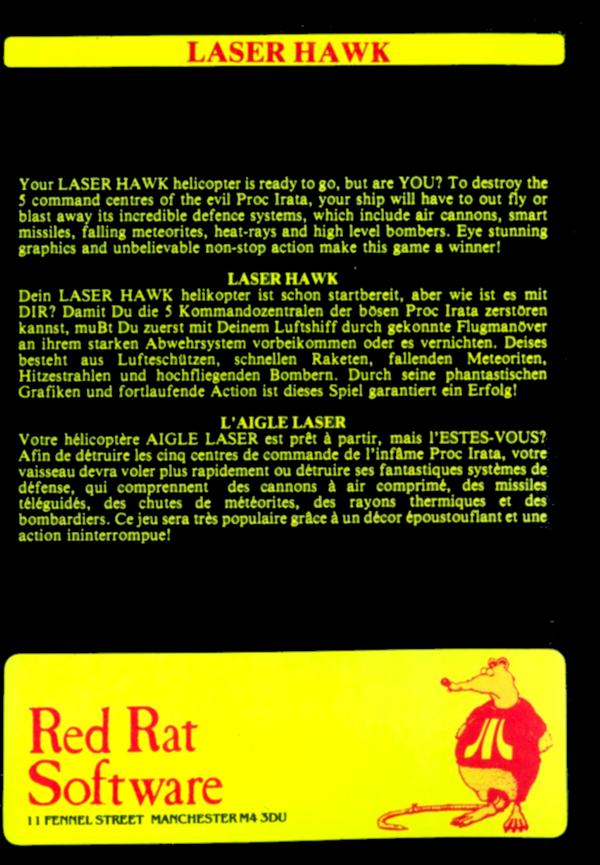 LASER HAWK
Your LASER HAWK helicopter is ready to go, but are YOU? To destroy the
5 command centres of the evil Proc Irata, your ship will have to out fly or
blast away its incredible defence systems, which include air cannons, smart
missiles, falling meteorites, heat-rays and high level bombers. Eye stunning
graphics and unbelievable non-stop action make this game a winner!
LASER HAWK
Dein LASER HAWK helikopter ist schon startbereit, aber wie ist es mit
DIR? Damit Du die 5 Kommandozentralen der bösen Proc Irata zerstören
kannst, muBt Du zuerst mit Deinem Luftshiff durch gekonnte Flugmanöver
an ihrem starken Abwehrsystem vorbeikommen oder es vernichten. Deises
besteht aus Lufteschützen, schnellen Raketen, fallenden Meteoriten,
Hitzestrahlen und hochfliegenden Bombern. Durch seine phantastischen
Grafiken und fortlaufende Action ist dieses Spiel garantiert ein Erfolg!
L'AIGLE LASER
Votre hélicoptère AIGLE LASER est prêt à partir, mais l'ESTES-VOUS?
Afin de détruire les cinq centres de commande de l'infâme Proc Irata, votre
vaisseau devra voler plus rapidement ou détruire ses fantastiques systèmes de
défense, qui comprennent des cannons à air comprimé, des missiles
téléguidés, des chutes de météorites, des rayons thermiques et des
bombardiers. Ce jeu sera très populaire grâce à un décor époustouflant et une
action ininterrompue!
Red Rat
Software
11 FENNEL STREET MANCHESTER M4 3DU